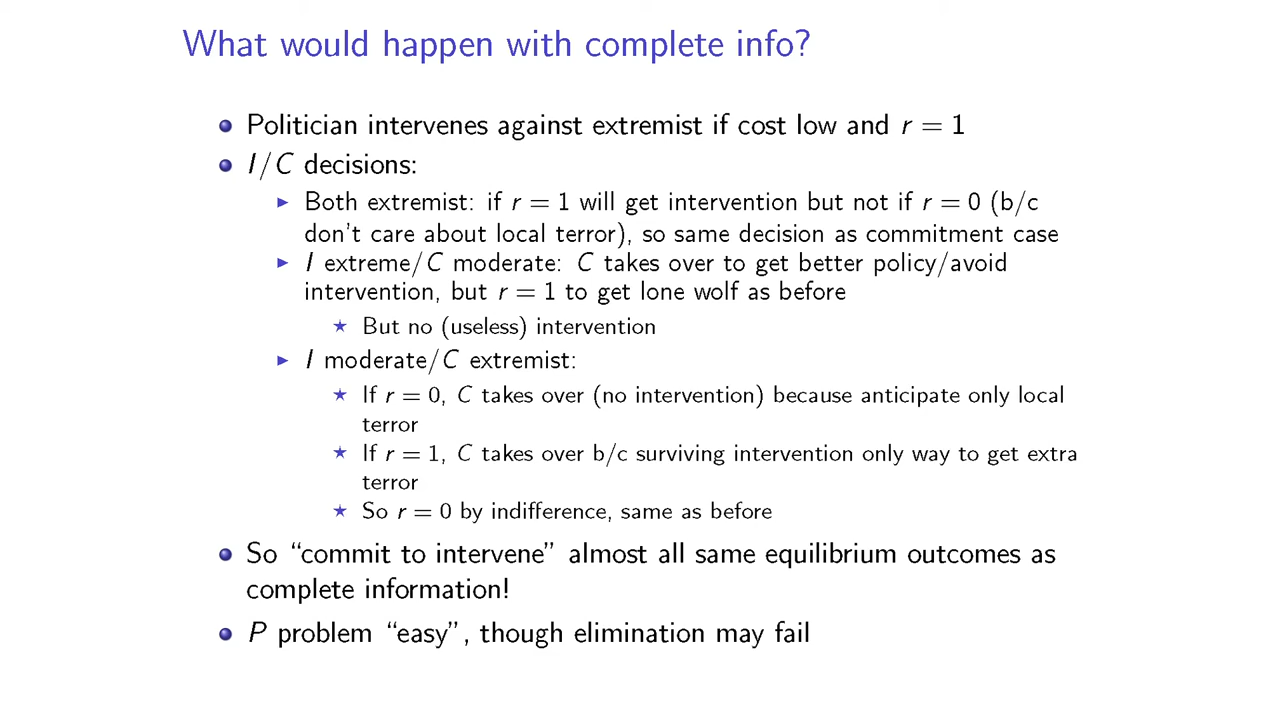 What would happen with complete info?
Politician intervenes against extremist if cost low and r = 1
I/C decisions:
Both extremist: if r = 1 will get intervention but not if r = 0 (b/c
don't care about local terror), so same decision as commitment case
I extreme/C moderate: C takes over to get better policy/avoid
intervention, but r = 1 to get lone wolf as before
But no (useless) intervention
I moderate/C extremist:
If r = 0, C takes over (no intervention) because anticipate only local
terror
If r = 1, C takes over b/c surviving intervention only way to get extra
terror
So r = 0 by indifference, same as before
So “commit to intervene” almost all same equilibrium outcomes as
complete information!
P problem “easy”, though elimination may fail